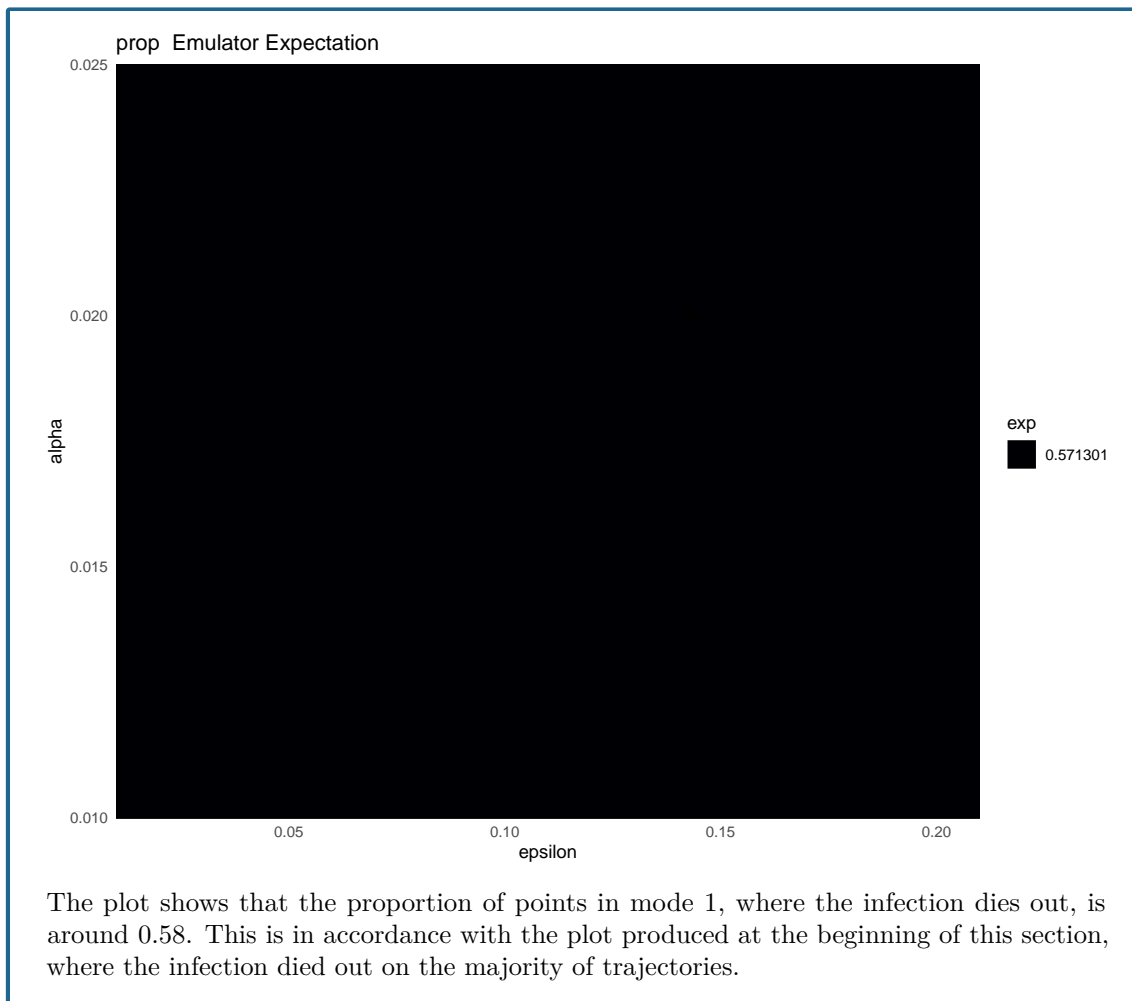 prop  Emulator Expectation
0.025
0.020
0.015
0.010
alpha
0.05 0.10 0.15 0.20
epsilon
exp
0.571301
The plot shows that the proportion of points in mode 1, where the infection dies out, is
around 0.58. This is in accordance with the plot produced at the beginning of this section,
where the infection died out on the majority of trajectories.